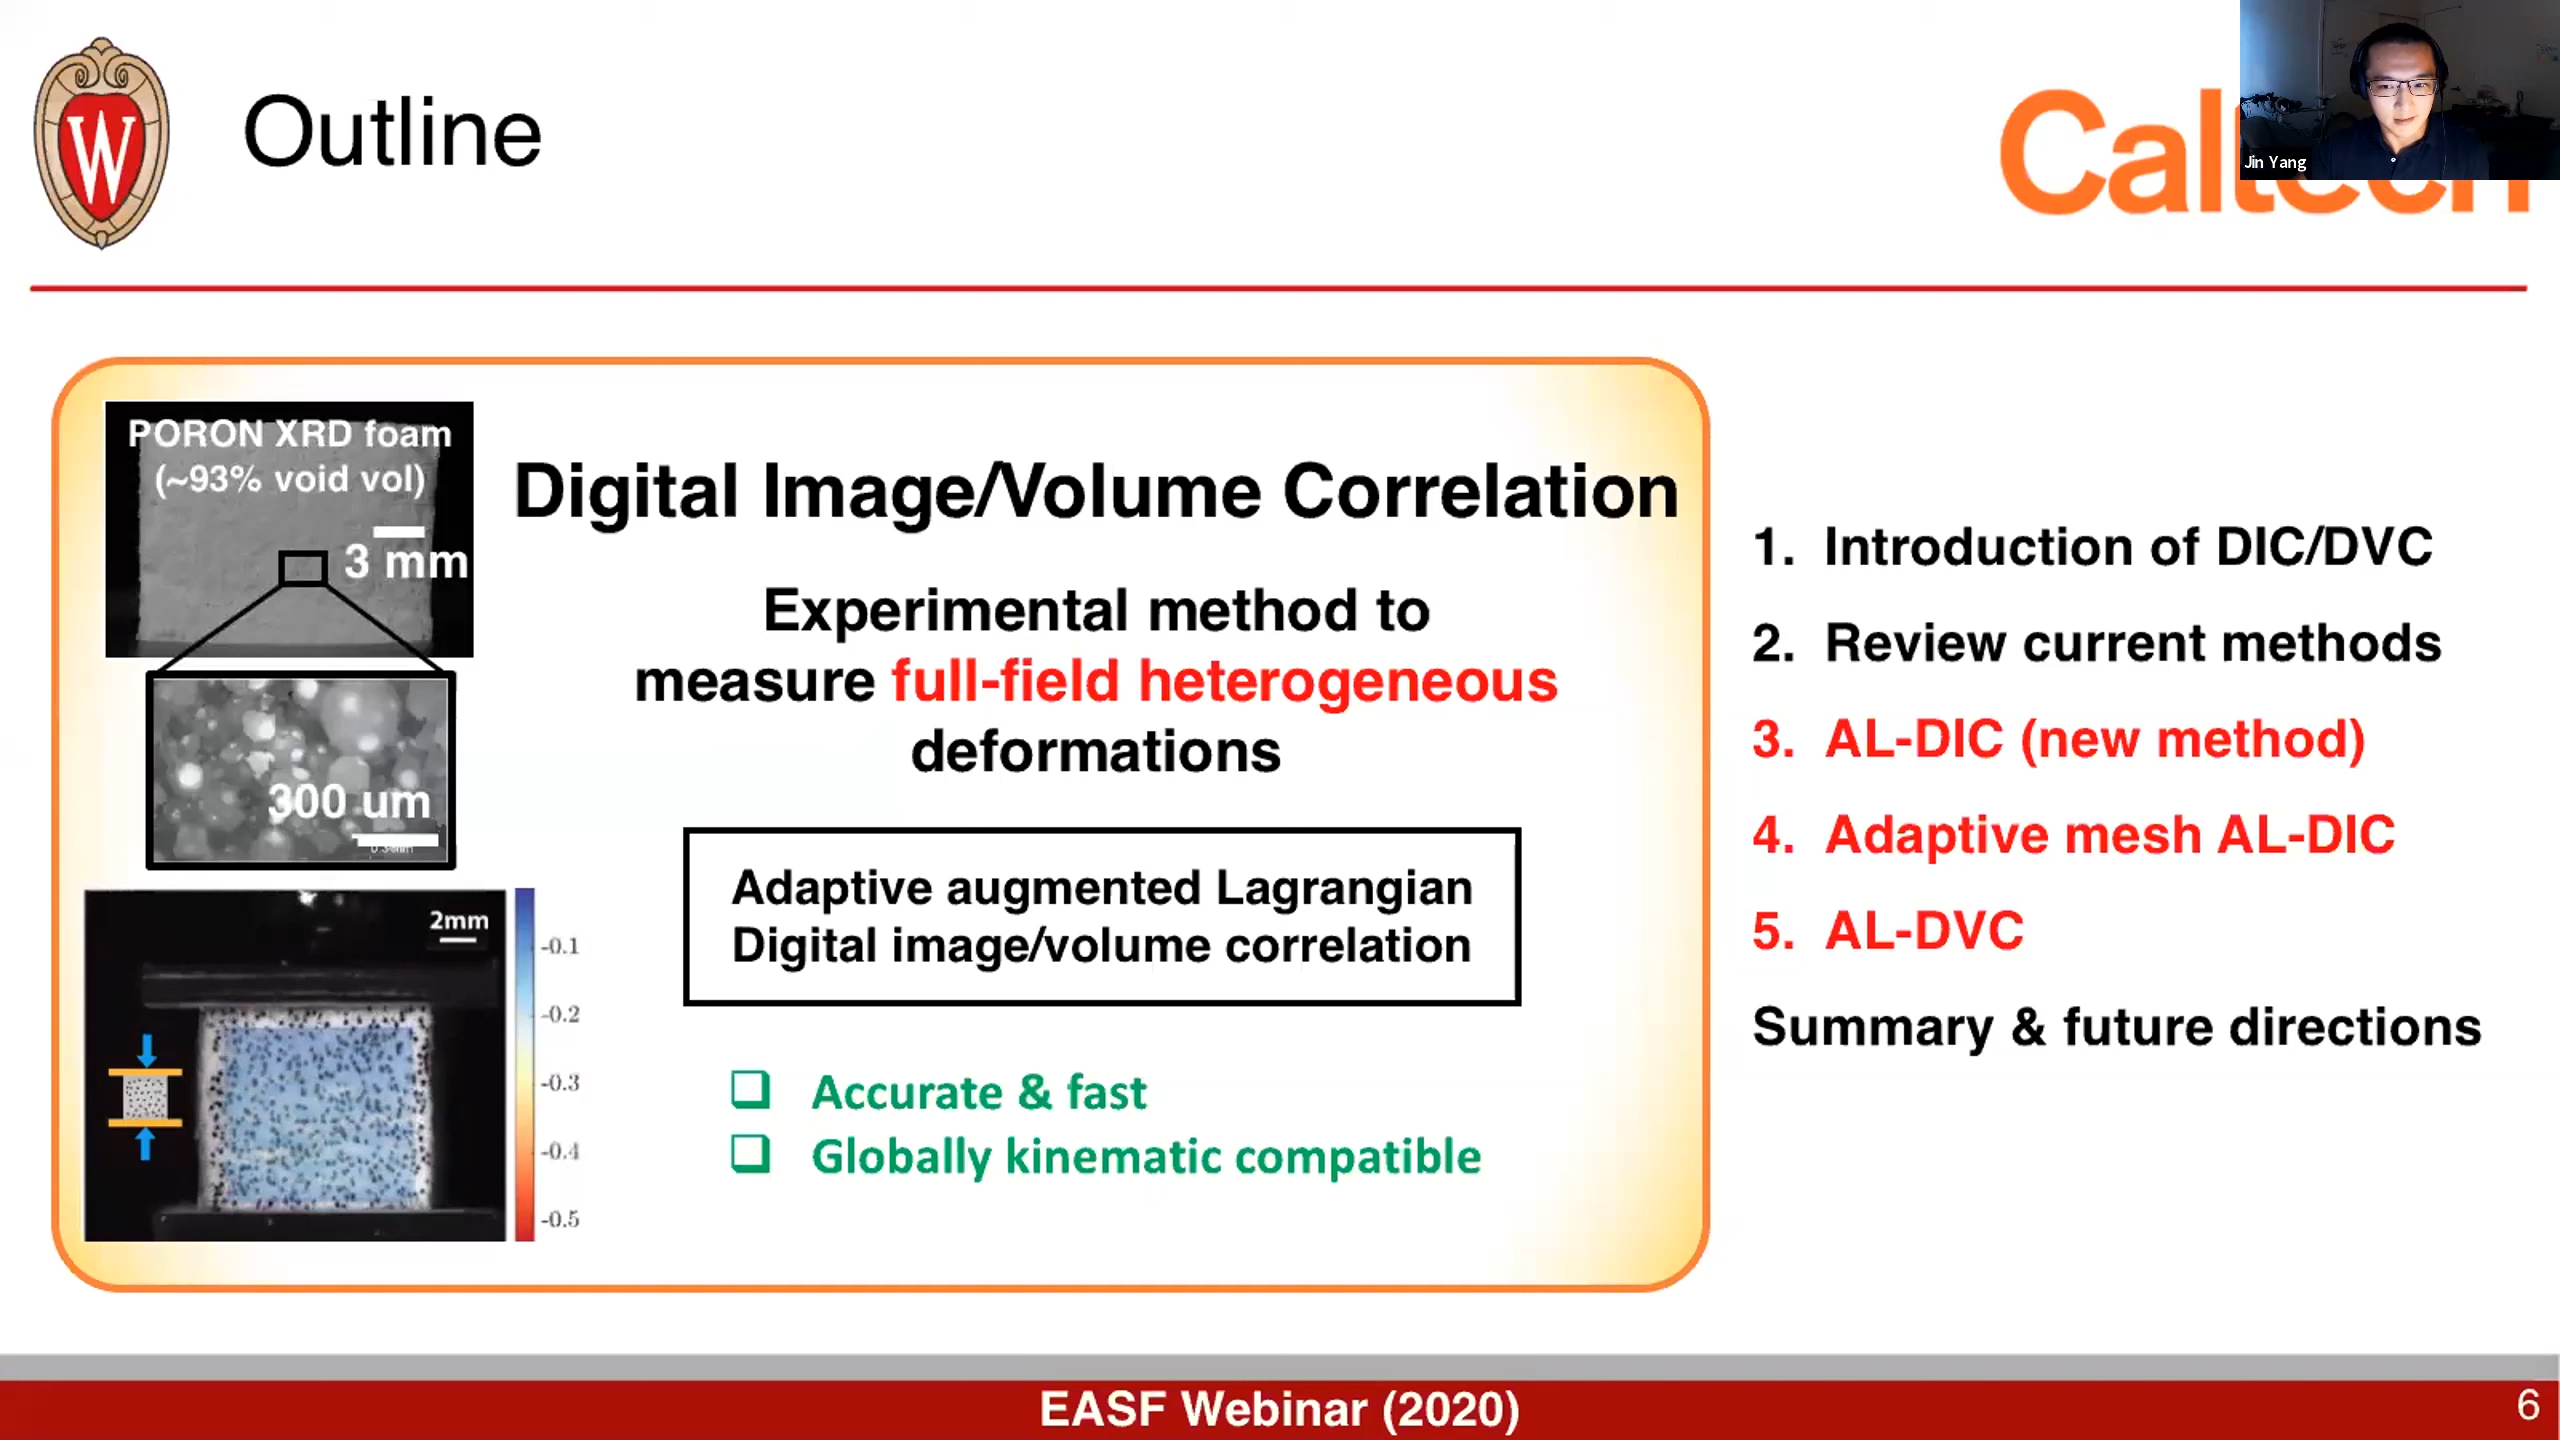 W
Outline
Caltech
Jin Yang
PORON XRD foam
(~93% void vol)
3 mm
300 um
0.3mm
2mm
-0.1
-0.2
-0.3
-0.4
-0.5
Digital Image/Volume Correlation
Experimental method to
measure full-field heterogeneous
deformations
Adaptive augmented Lagrangian
Digital image/volume correlation
❑ Accurate & fast
❑ Globally kinematic compatible
1. Introduction of DIC/DVC
2. Review current methods
3. AL-DIC (new method)
4. Adaptive mesh AL-DIC
5. AL-DVC
Summary & future directions
EASF Webinar (2020)
6